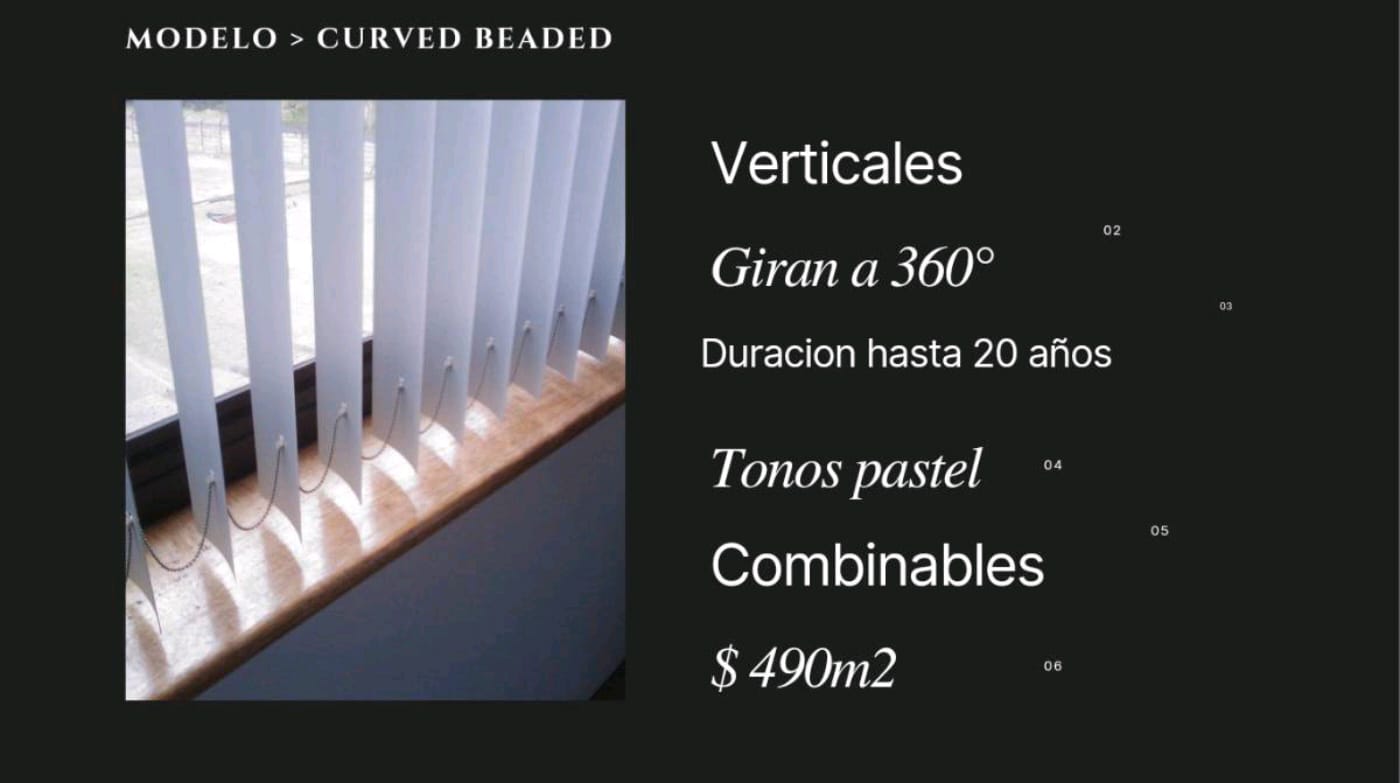 MODELO > CURVED BEADED
Verticales
02
Giran a 360°
03
Duracion hasta 20 años
Tonos pastel 04
05
Combinables
$ 490m2 06